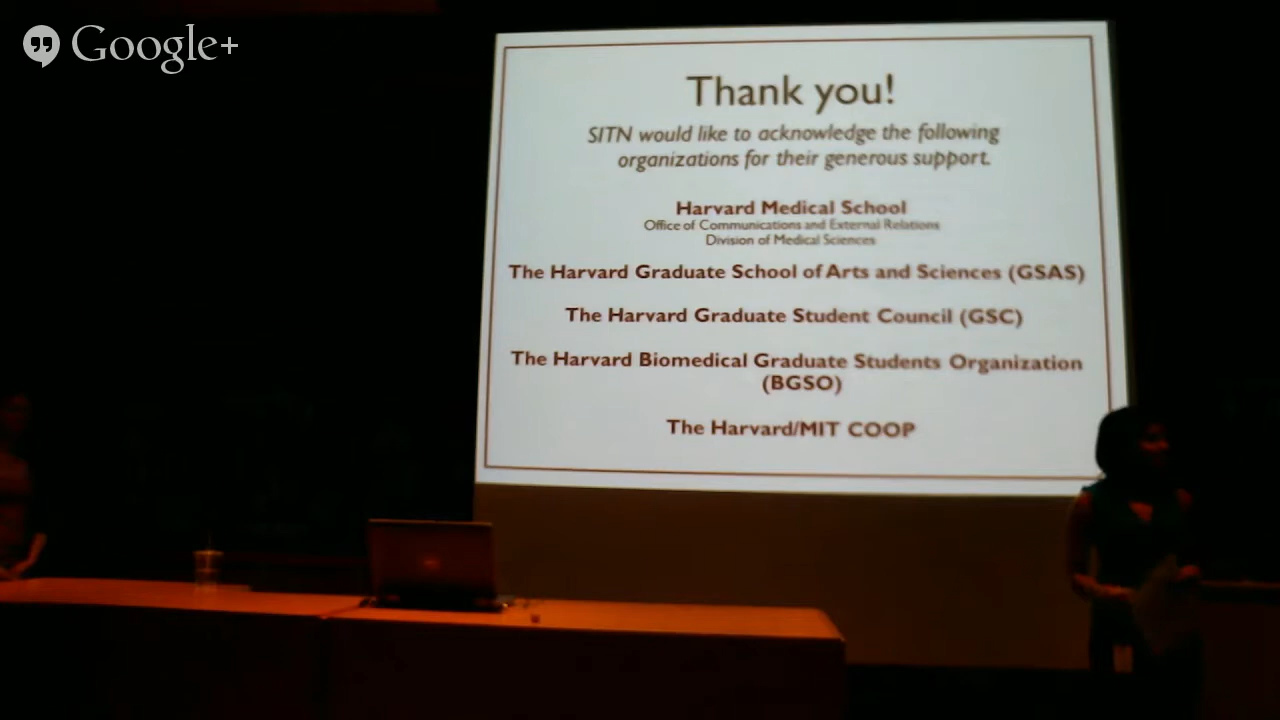 Google+
Thank you!
SITN would like to acknowledge the following
organizations for their generous support.
Harvard Medical School
Office of Communications and External Relations
Division of Medical Sciences
The Harvard Graduate School of Arts and Sciences (GSAS)
The Harvard Graduate Student Council (GSC)
The Harvard Biomedical Graduate Students Organization
(BGSO)
The Harvard/MIT COOP